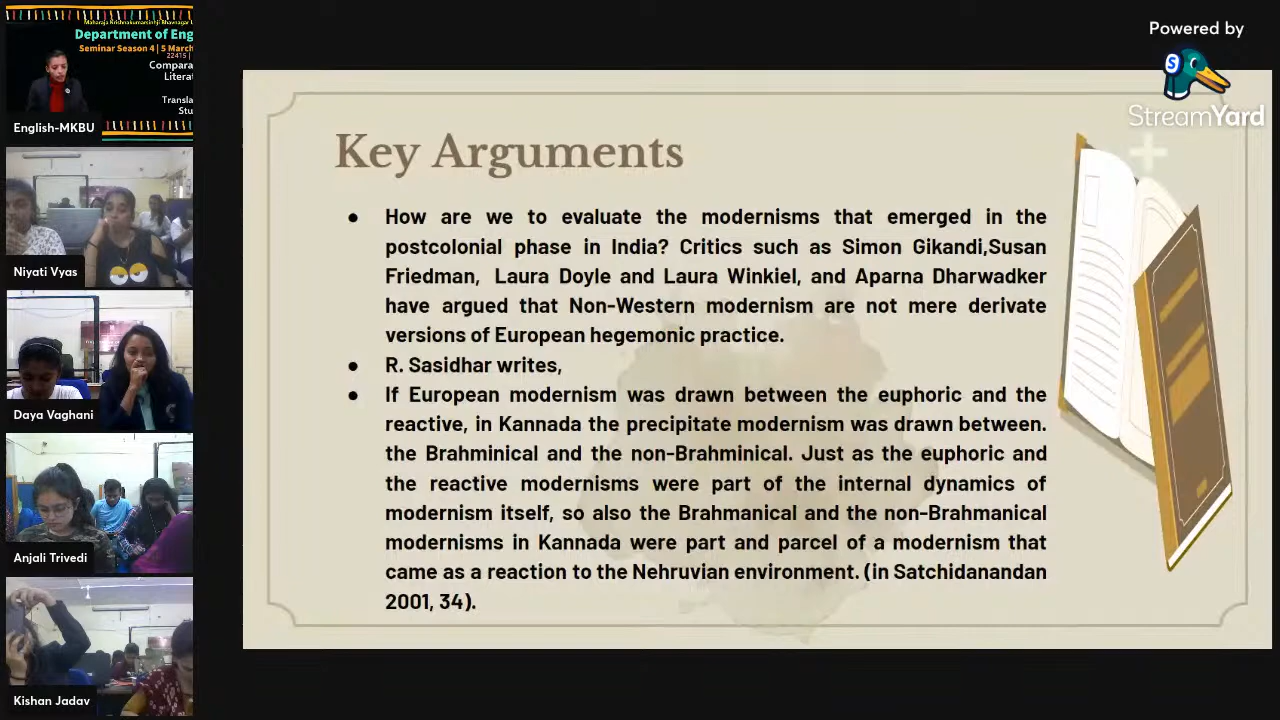 Maharaja Krishnakumarsinhji Bhavnagar
Department of Eng
Seminar Season 4 | 5 March
22415 |
Compara
Literat
Transla
Stu
English-MKBU
Niyati Vyas
Daya Vaghani
Anjali Trivedi
Kishan Jadav
Powered by
S
StreamYard
Key Arguments
● How are we to evaluate the modernisms that emerged in the
postcolonial phase in India? Critics such as Simon Gikandi,Susan
Friedman, Laura Doyle and Laura Winkiel, and Aparna Dharwadker
have argued that Non-Western modernism are not mere derivate
versions of European hegemonic practice.
● R. Sasidhar writes,
● If European modernism was drawn between the euphoric and the
reactive, in Kannada the precipitate modernism was drawn between.
the Brahminical and the non-Brahminical. Just as the euphoric and
the reactive modernisms were part of the internal dynamics of
modernism itself, so also the Brahmanical and the non-Brahmanical
modernisms in Kannada were part and parcel of a modernism that
came as a reaction to the Nehruvian environment. (in Satchidanandan
2001, 34).